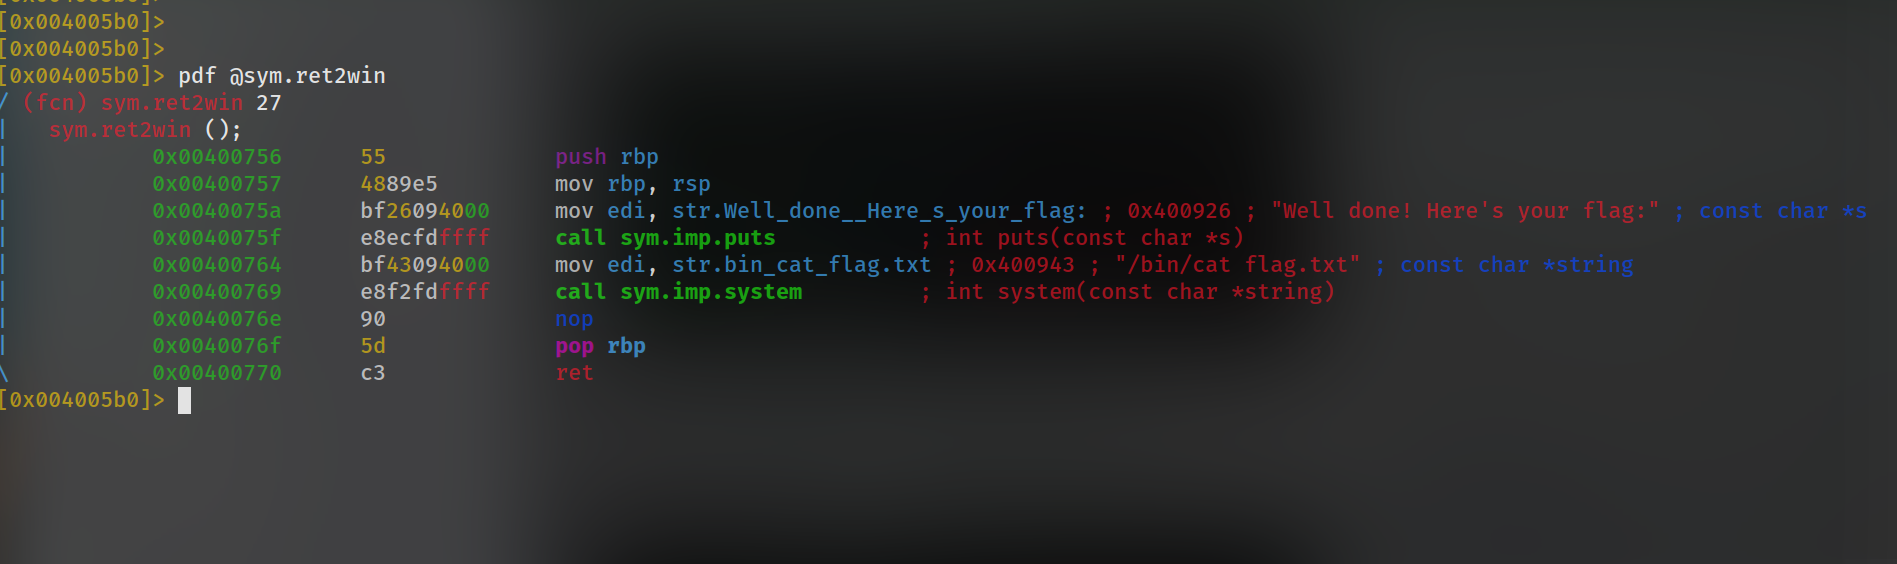 [0x004005b0]>
[0x004005b0]>
[0x004005b0]> pdf @sym.ret2win
/ (fcn) sym.ret2win 27
|   sym.ret2win ();
|           0x00400756      55             push rbp
|           0x00400757      4889e5         mov rbp, rsp
|           0x0040075a      bf26094000     mov edi, str.Well_done__Here_s_your_flag: ; 0x400926 ; "Well done! Here's your flag:" ; const char *s
|           0x0040075f      e8ecfdffff     call sym.imp.puts           ; int puts(const char *s)
|           0x00400764      bf43094000     mov edi, str.bin_cat_flag.txt ; 0x400943 ; "/bin/cat flag.txt" ; const char *string
|           0x00400769      e8f2fdffff     call sym.imp.system         ; int system(const char *string)
|           0x0040076e      90             nop
|           0x0040076f      5d             pop rbp
\           0x00400770      c3             ret
[0x004005b0]>